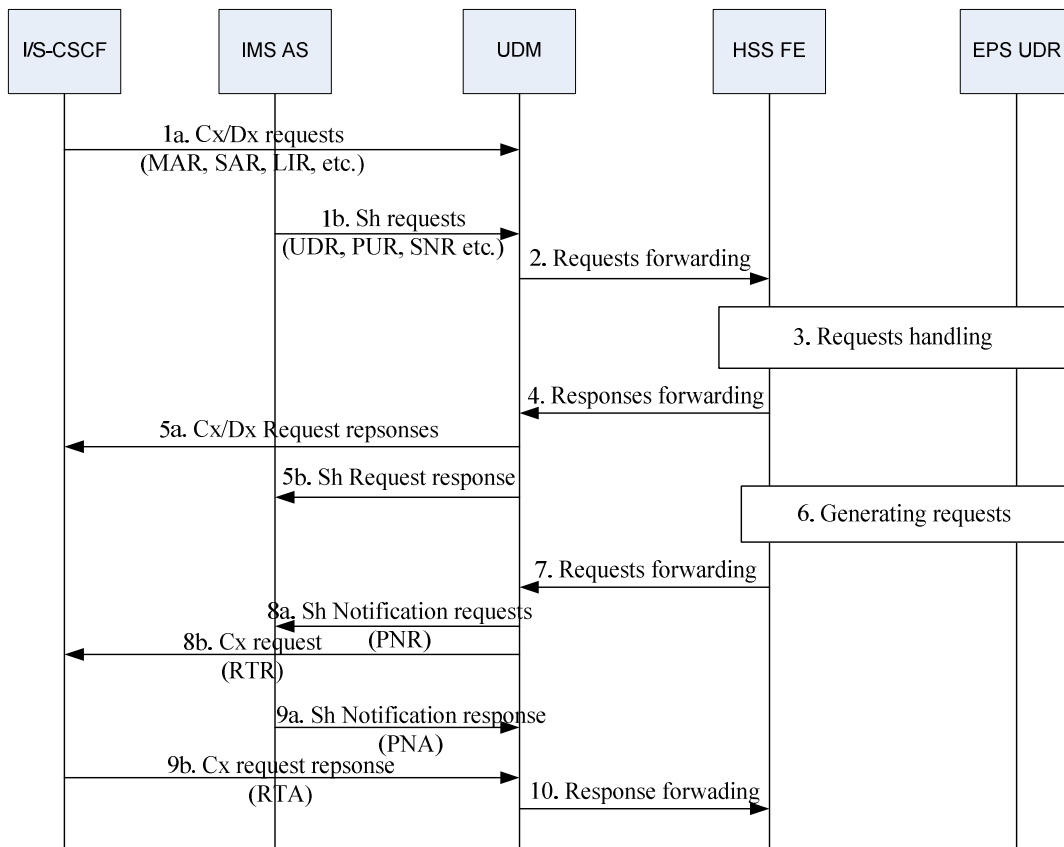 I/S-CSCF
IMS AS
UDM
HSS FE
EPS UDR
1a. Cx/Dx requests
(MAR, SAR, LIR, etc.)
1b. Sh requests
(UDR, PUR, SNR etc.)
2. Requests forwarding
3. Requests handling
4. Responses forwarding
5a. Cx/Dx Request repsonses
5b. Sh Request response
6. Generating requests
7. Requests forwarding
8a. Sh Notification requests
(PNR)
8b. Cx request
(RTR)
9a. Sh Notification response
(PNA)
9b. Cx request repsonse
(RTA)
10. Response forwading